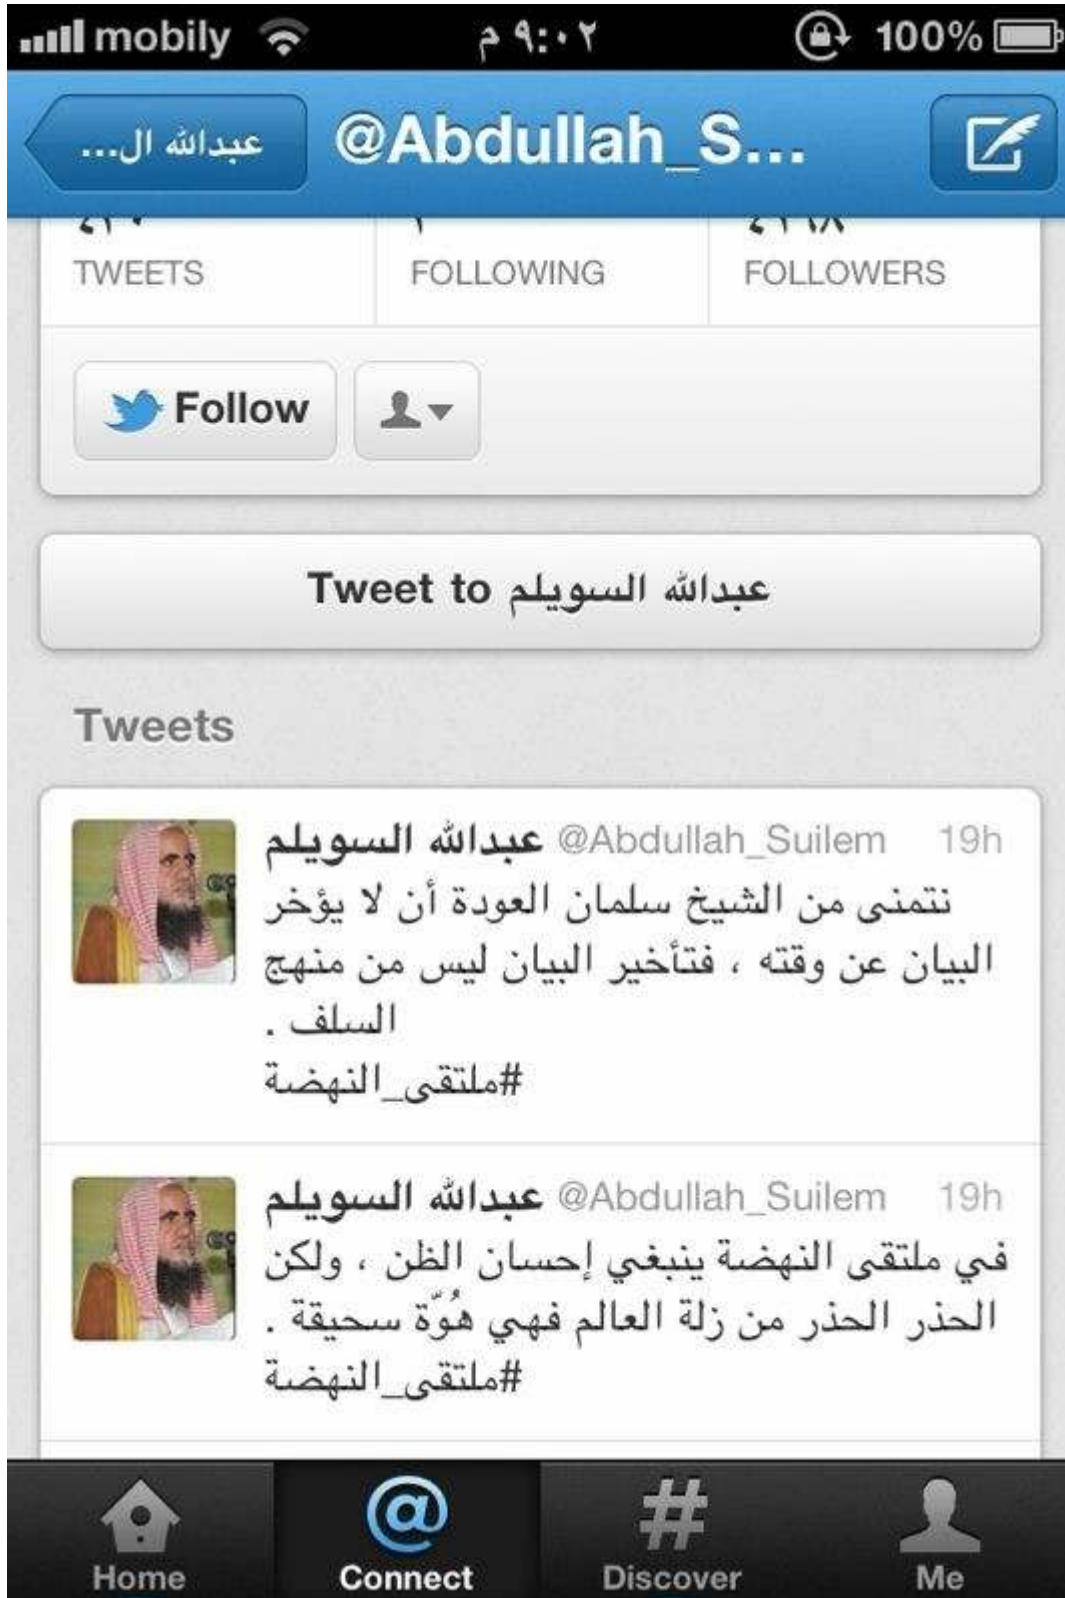 mobily ٩:٠٢ م 100%
عبدالله ال... @Abdullah_S...
TWEETS FOLLOWING FOLLOWERS
Follow
Tweet to عبدالله السويلم
Tweets
عبدالله السويلم @Abdullah_Suilem 19h
نتمنى من الشيخ سلمان العودة أن لا يؤخر
البيان عن وقته ، فتأخير البيان ليس من منهج
السلف .
#ملتقى_النهضة
عبدالله السويلم @Abdullah_Suilem 19h
في ملتقى النهضة ينبغي إحسان الظن ، ولكن
الحذر الحذر من زلة العالم فهي هُوّة سحيقة .
#ملتقى_النهضة
Home Connect Discover Me